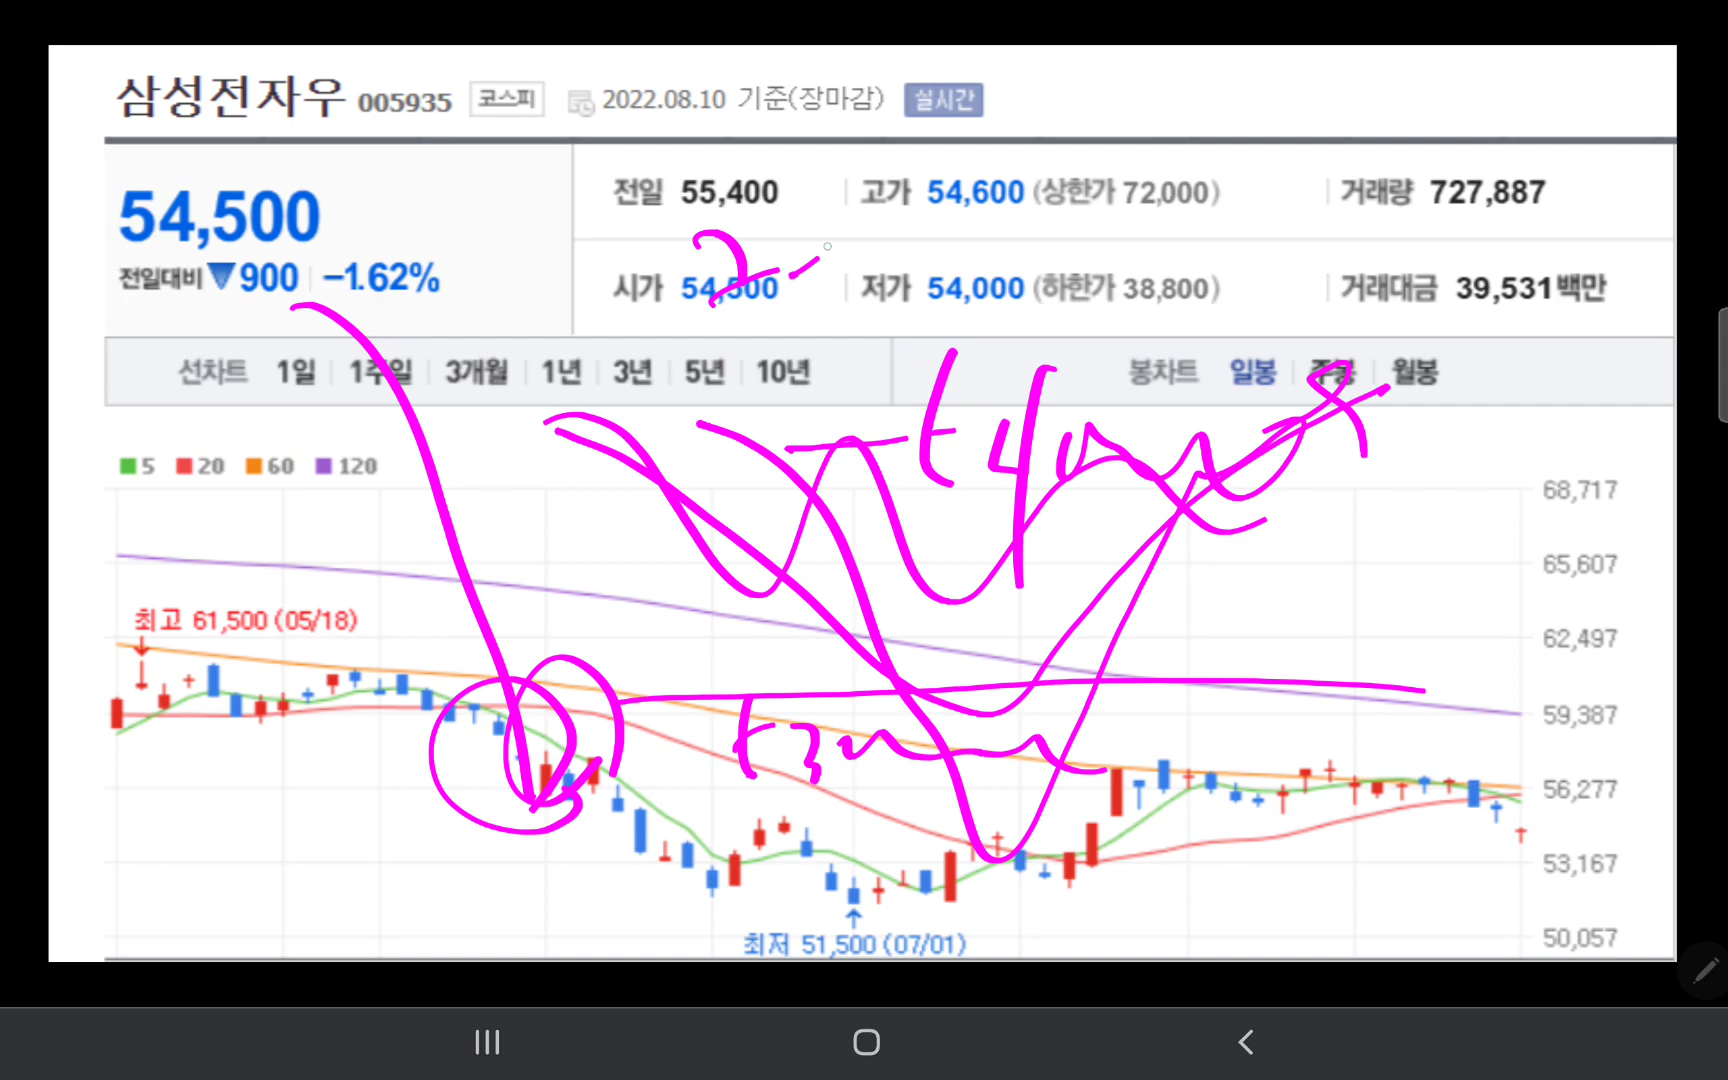 삼성전자우 005935 코스피 2022.08.10 기준(장마감) 실시간
54,500
전일대비 ▼900 -1.62%
전일 55,400 고가 54,600 (상한가 72,000) 거래량 727,887
시가 54,500 저가 54,000 (하한가 38,800) 거래대금 39,531백만
선차트 1일 1주일 3개월 1년 3년 5년 10년 봉차트 일봉 주봉 월봉
5 20 60 120
68,717
65,607
62,497
59,387
56,277
53,167
50,057
최고 61,500 (05/18)
최저 51,500 (07/01)